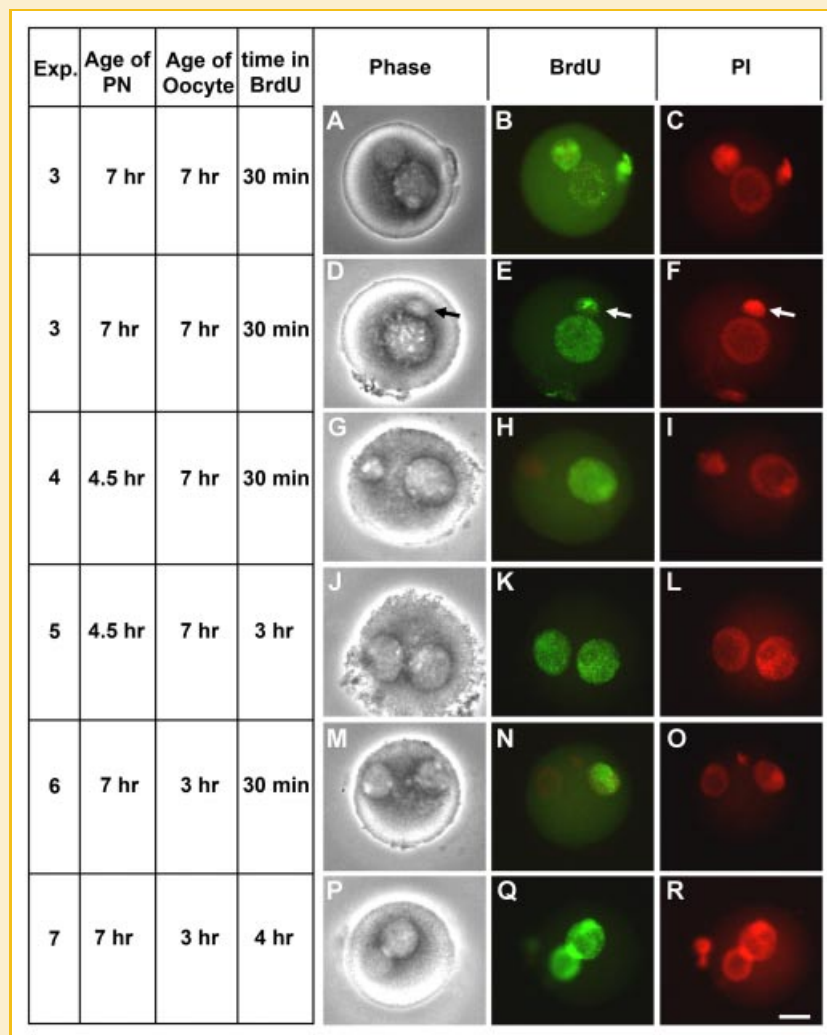 Exp. Age of PN Age of Oocyte time in BrdU Phase BrdU PI
3 7 hr 7 hr 30 min A B C
3 7 hr 7 hr 30 min D E F
4 4.5 hr 7 hr 30 min G H I
5 4.5 hr 7 hr 3 hr J K L
6 7 hr 3 hr 30 min M N O
7 7 hr 3 hr 4 hr P Q R